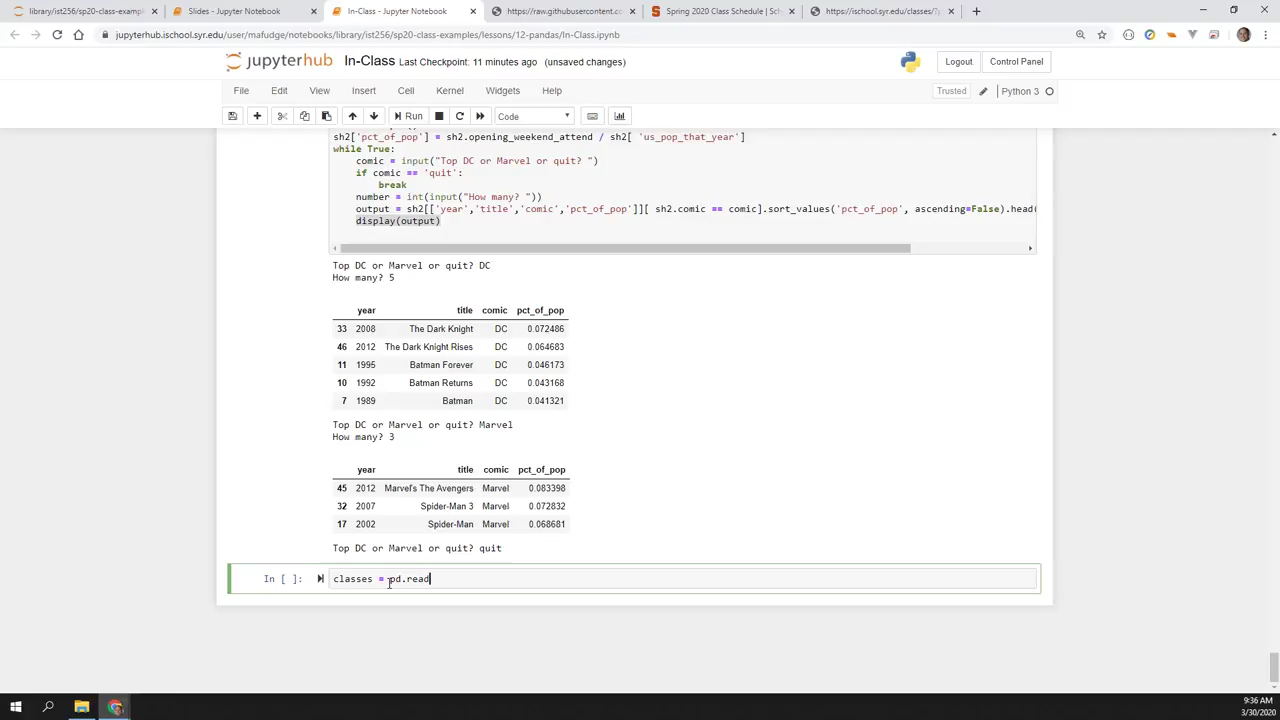 library/ist256/sp20-class-exampl
Slides - Jupyter Notebook
In-Class - Jupyter Notebook
https://raw.githubusercontent.c
Spring 2020 Class Schedule | Sch
https://ischool.syr.edu/classes/?
jupyterhub.ischool.syr.edu/user/mafudge/notebooks/library/ist256/sp20-class-examples/lessons/12-pandas/In-Class.ipynb
jupyterhub In-Class Last Checkpoint: 11 minutes ago (unsaved changes) Logout Control Panel
File Edit View Insert Cell Kernel Widgets Help Trusted Python 3
Run Code
sh2['pct_of_pop'] = sh2.opening_weekend_attend / sh2[ 'us_pop_that_year']
while True:
comic = input("Top DC or Marvel or quit? ")
if comic == 'quit':
break
number = int(input("How many? "))
output = sh2[['year','title','comic','pct_of_pop']][ sh2.comic == comic].sort_values('pct_of_pop', ascending=False).head(
display(output)
Top DC or Marvel or quit? DC
How many? 5
year title comic pct_of_pop
33 2008 The Dark Knight DC 0.072486
46 2012 The Dark Knight Rises DC 0.064683
11 1995 Batman Forever DC 0.046173
10 1992 Batman Returns DC 0.043168
7 1989 Batman DC 0.041321
Top DC or Marvel or quit? Marvel
How many? 3
year title comic pct_of_pop
45 2012 Marvel's The Avengers Marvel 0.083398
32 2007 Spider-Man 3 Marvel 0.072832
17 2002 Spider-Man Marvel 0.068681
Top DC or Marvel or quit? quit
In [ ]: classes = pd.read
9:36 AM
3/30/2020